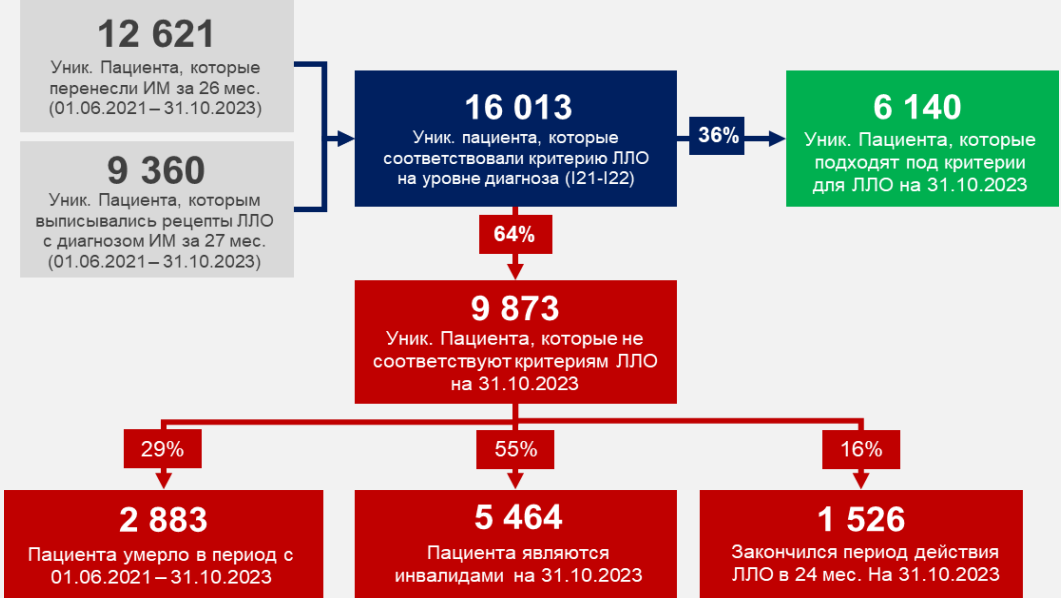 12 621
Уник. Пациента, которые
перенесли ИМ за 26 мес.
(01.06.2021 – 31.10.2023)
9 360
Уник. Пациента, которым
выписывались рецепты ЛЛО
с диагнозом ИМ за 27 мес.
(01.06.2021 – 31.10.2023)
16 013
Уник. пациента, которые
соответствовали критерию ЛЛО
на уровне диагноза (I21-I22)
36%
6 140
Уник. Пациента, которые
подходят под критерии
для ЛЛО на 31.10.2023
64%
9 873
Уник. Пациента, которые не
соответствуют критериям ЛЛО
на 31.10.2023
29%
55%
16%
2 883
Пациента умерло в период с
01.06.2021 – 31.10.2023
5 464
Пациента являются
инвалидами на 31.10.2023
1 526
Закончился период действия
ЛЛО в 24 мес. На 31.10.2023